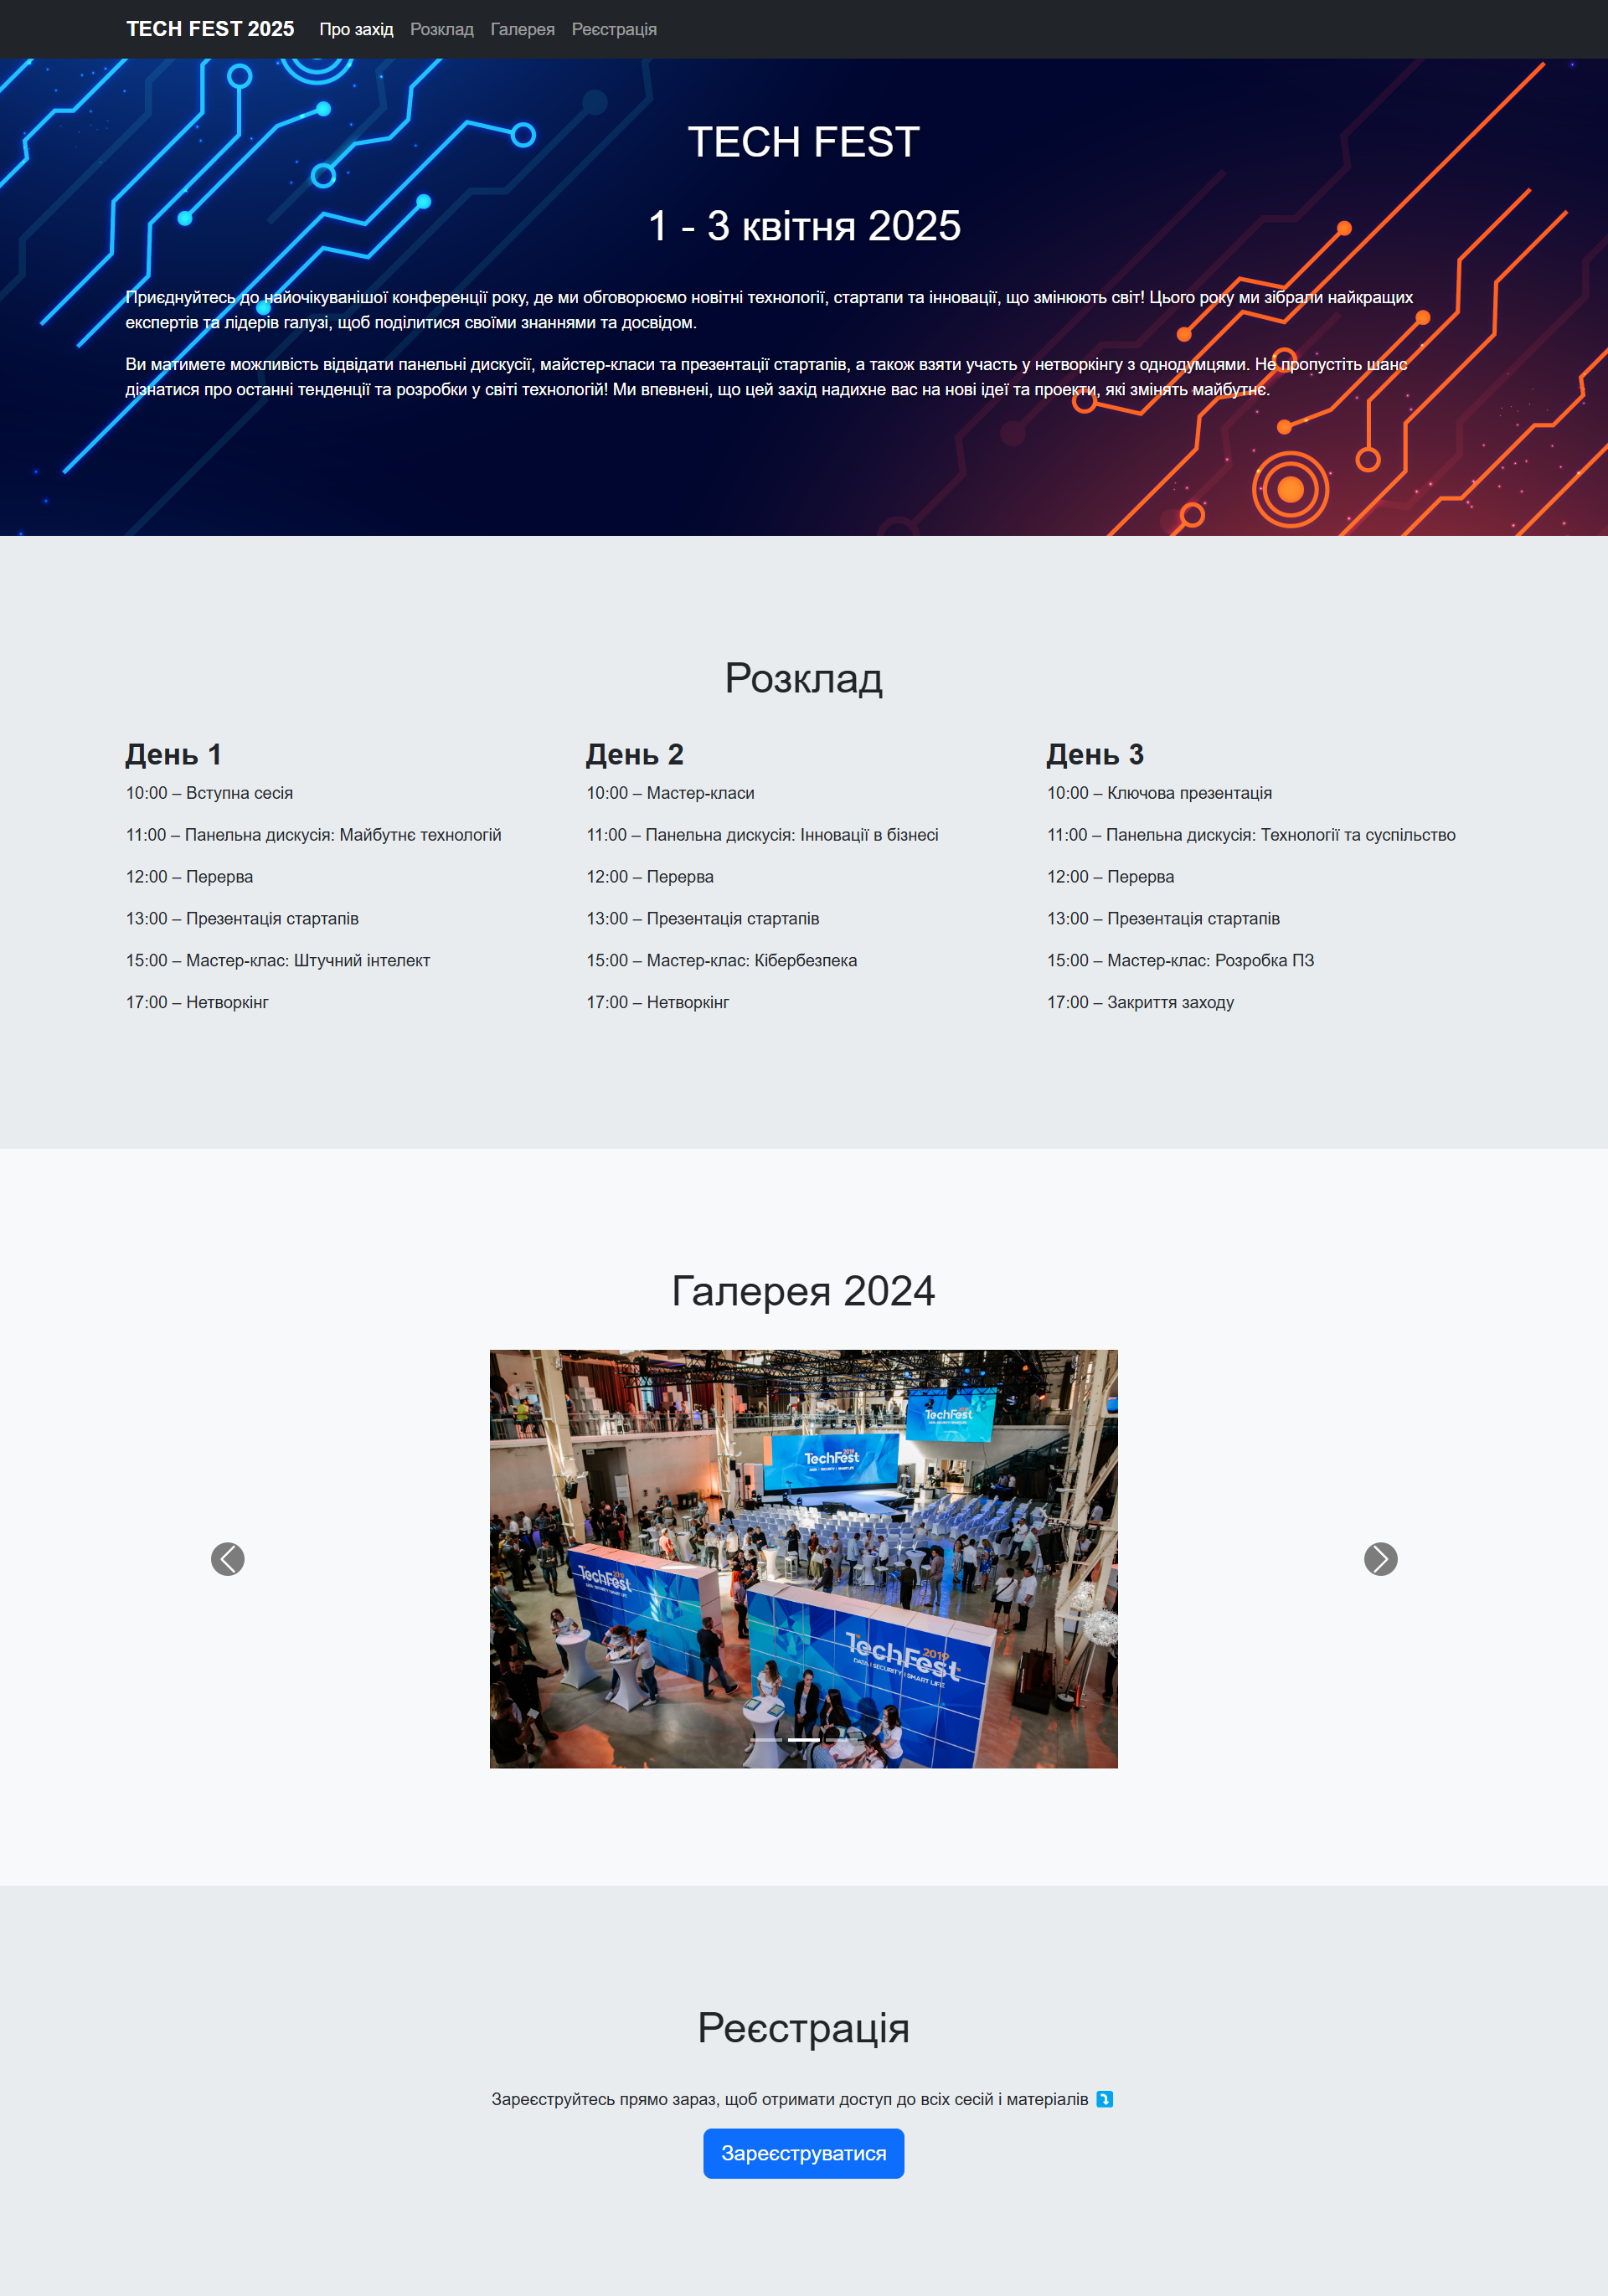 TECH FEST 2025 Про захід Розклад Галерея Реєстрація
TECH FEST
1 - 3 квітня 2025
Приєднуйтесь до найочікуванішої конференції року, де ми обговорюємо новітні технології, стартапи та інновації, що змінюють світ! Цього року ми зібрали найкращих
експертів та лідерів галузі, щоб поділитися своїми знаннями та досвідом.
Ви матимете можливість відвідати панельні дискусії, майстер-класи та презентації стартапів, а також взяти участь у нетворкінгу з однодумцями. Не пропустіть шанс
дізнатися про останні тенденції та розробки у світі технологій! Ми впевнені, що цей захід надихне вас на нові ідеї та проекти, які змінять майбутнє.
Розклад
День 1
10:00 – Вступна сесія
11:00 – Панельна дискусія: Майбутнє технологій
12:00 – Перерва
13:00 – Презентація стартапів
15:00 – Мастер-клас: Штучний інтелект
17:00 – Нетворкінг
День 2
10:00 – Мастер-класи
11:00 – Панельна дискусія: Інновації в бізнесі
12:00 – Перерва
13:00 – Презентація стартапів
15:00 – Мастер-клас: Кібербезпека
17:00 – Нетворкінг
День 3
10:00 – Ключова презентація
11:00 – Панельна дискусія: Технології та суспільство
12:00 – Перерва
13:00 – Презентація стартапів
15:00 – Мастер-клас: Розробка ПЗ
17:00 – Закриття заходу
Галерея 2024
TechFest
2019
TechFest
2019
TechFest
DATA | SECURITY | SMART LIFE
2019
TechFest
DATA | SECURITY | SMART LIFE
Реєстрація
Зареєструйтесь прямо зараз, щоб отримати доступ до всіх сесій і матеріалів ⤵️
Зареєструватися